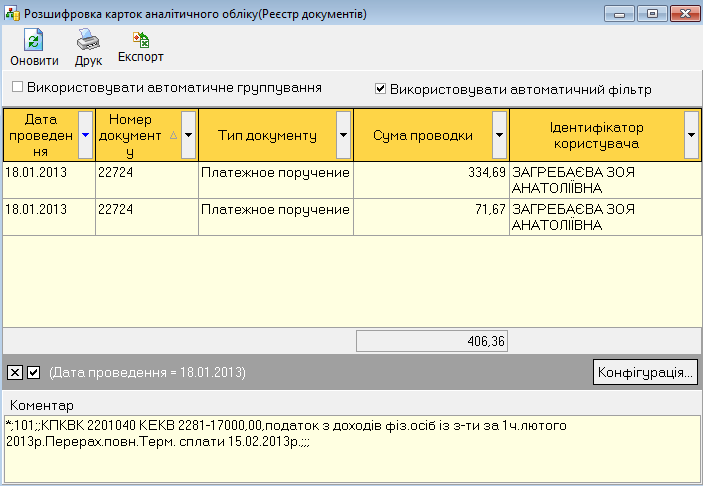 Розшифровка карток аналітичного обліку(Реєстр документів)
Оновити Друк Експорт
Використовувати автоматичне группування Використовувати автоматичний фільтр
Дата проведен ня
Номер документ у
Тип документу
Сума проводки
Ідентифікатор користувача
18.01.2013 22724 Платежное поручение 334,69 ЗАГРЕБАЄВА ЗОЯ
АНАТОЛІЇВНА
18.01.2013 22724 Платежное поручение 71,67 ЗАГРЕБАЄВА ЗОЯ
АНАТОЛІЇВНА
406,36
(Дата проведення = 18.01.2013) Конфігурація...
Коментар
*;101;;КПКВК 2201040 КЕКВ 2281-17000,00,податок з доходів фіз.осіб із з-ти за 1ч.лютого
2013р.Перерах.повн.Терм. сплати 15.02.2013р.;;;